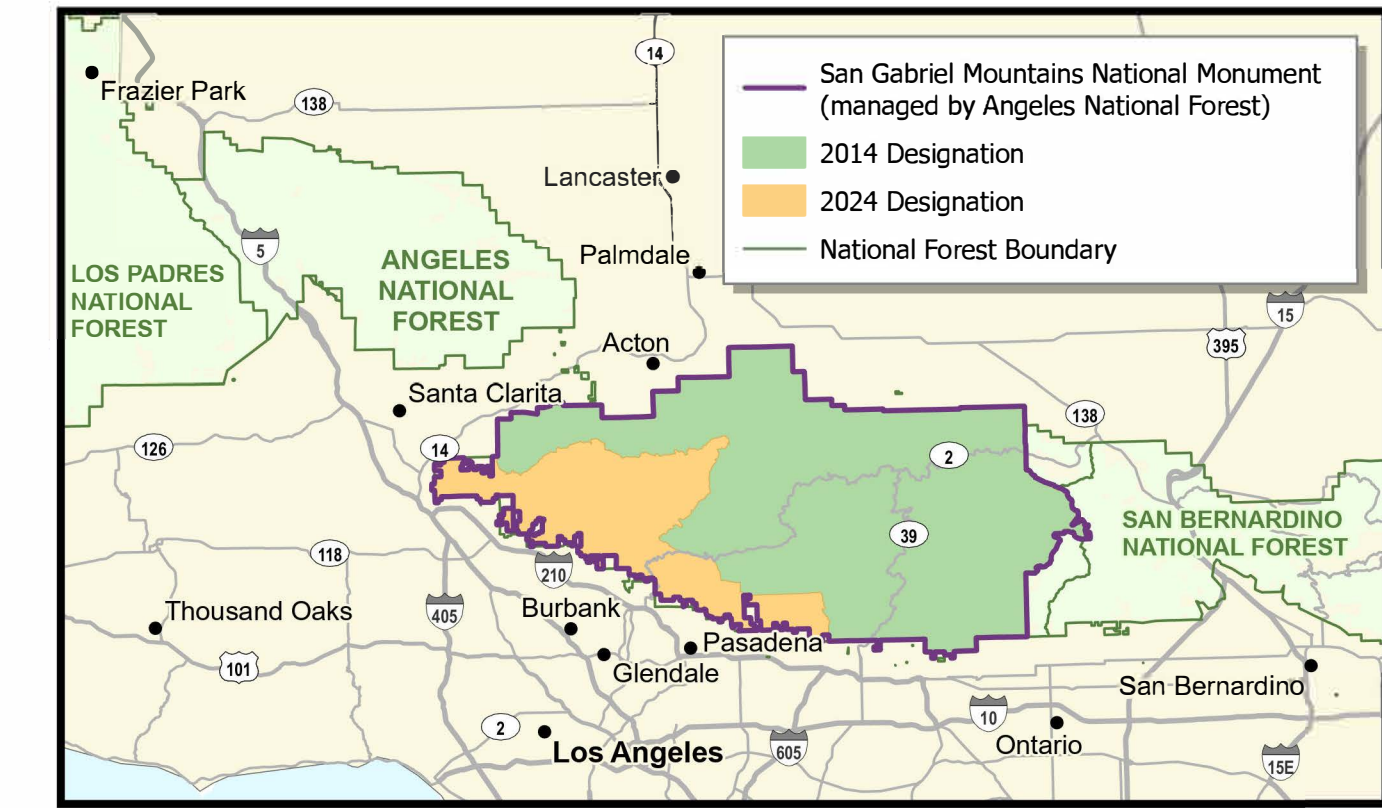 14
San Gabriel Mountains National Monument
(managed by Angeles National Forest)
2014 Designation
2024 Designation
National Forest Boundary
Frazier Park
138
Lancaster
5
Palmdale
ANGELES
NATIONAL
FOREST
LOS PADRES
NATIONAL
FOREST
15
395
Acton
Santa Clarita
138
126
14
2
39
SAN BERNARDINO
NATIONAL FOREST
118
210
Thousand Oaks
405
Burbank
Pasadena
101
Glendale
San Bernardino
2
10
Los Angeles
605
Ontario
15E